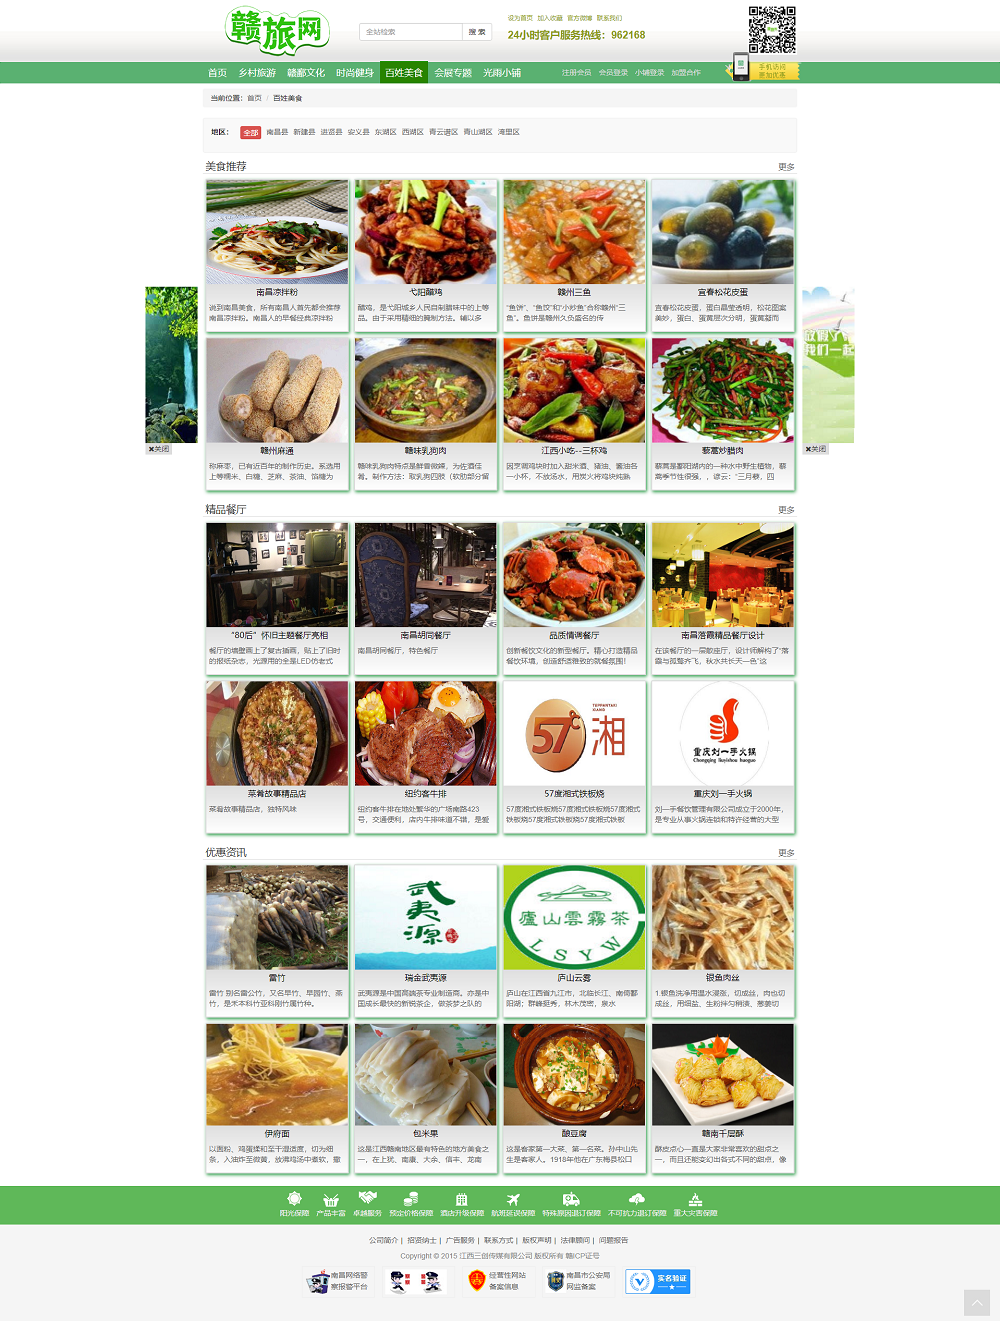 赣旅网
全站检索
搜 索
设为首页 加入收藏 官方微博 联系我们
24小时客户服务热线：962168
首页 乡村旅游 赣鄱文化 时尚健身 百姓美食 会展专题 光雨小铺
注册会员 会员登录 小铺登录 加盟合作
手机访问
更加优惠
当前位置：首页 / 百姓美食
地区： 全部 南昌县 新建县 进贤县 安义县 东湖区 西湖区 青云谱区 青山湖区 湾里区
美食推荐
更多
南昌凉拌粉
说到南昌美食，所有南昌人首先都会推荐
南昌凉拌粉。南昌人的早餐经典凉拌粉
弋阳醋鸡
醋鸡，是弋阳城乡人民自制腊味中的上等
品。由于采用精细的腌制方法。辅以多
赣州三鱼
“鱼饼”、“鱼饺”和“小炒鱼”合称赣州“三
鱼”。鱼饼是赣州久负盛名的传
宜春松花皮蛋
宜春松花皮蛋，蛋白晶莹透明，松花图案
美妙，蛋白、蛋黄层次分明，蛋黄凝而
赣州麻通
称麻枣，已有近百年的制作历史。系选用
上等糯米、白糖、芝麻、茶油、饴糖为
赣味乳狗肉
赣味乳狗肉特点是鲜香微辣，为佐酒佳
肴。制作方法：取乳狗四肢（软肋部分留
江西小吃--三杯鸡
因烹调鸡块时加入甜米酒、猪油、酱油各
一小杯，不放汤水，用炭火将鸡块炖熟
藜蒿炒腊肉
藜蒿是鄱阳湖内的一种水中野生植物，藜
蒿季节性很强，，谚云：“三月藜，四
放假了
我们一起
✖关闭
✖关闭
精品餐厅
更多
“80后”怀旧主题餐厅亮相
餐厅的墙壁画上了复古插画，贴上了旧时
的报纸杂志，光源用的全是LED仿老式
南昌胡同餐厅
南昌胡同餐厅，特色餐厅
品质情调餐厅
创新餐饮文化的新型餐厅。精心打造精品
餐饮环境，创造舒适雅致的就餐氛围！
南昌落霞精品餐厅设计
在该餐厅的一层散座厅，设计师解构了“落
霞与孤鹜齐飞，秋水共长天一色”这
57℃湘
TEPPANYAKI
XIANG
重庆刘一手火锅
Chongqing liuyishou huoguo
菜肴故事精品店
菜肴故事精品店，独特风味
纽约客牛排
纽约客牛排在地处繁华的广场南路423
号，交通便利，店内牛排味道不错，是爱
57度湘式铁板烧
57度湘式铁板烧57度湘式铁板烧57度湘式
铁板烧57度湘式铁板烧57度湘式铁板
重庆刘一手火锅
刘一手餐饮管理有限公司成立于2000年，
是专业从事火锅连锁和特许经营的大型
优惠资讯
更多
武夷源
廬山雲霧茶
LSYW
雷竹
雷竹 别名雷公竹，又名早竹、早园竹、燕
竹，是禾本科竹亚科刚竹属竹种。
瑞金武夷源
武夷源是中国高端茶专业制造商。亦是中
国成长最快的新锐茶企，做茶梦之队的
庐山云雾
庐山在江西省九江市，北临长江、南倚鄱
阳湖；群峰挺秀，林木茂密，泉水
银鱼肉丝
1.银鱼洗净用温水浸涨，切成丝，肉也切
成丝，用细盐、生粉拌匀稍渍、葱姜切
伊府面
以面粉、鸡蛋揉和至干湿适度，切为细
条，入油炸至微黄，放沸鸡汤中煮软，撒
包米果
这是江西赣南地区最有特色的地方美食之
一，在上犹、南康、大余、信丰、龙南
酿豆腐
这是客家第一大菜、第一名菜。孙中山先
生是客家人。1918年他在广东梅县松口
赣南千层酥
酥皮点心一直是大家非常喜欢的甜点之
一，而且还能变幻出各式不同的甜点，像
阳光保障 产品丰富 卓越服务 预定价格保障 酒店升级保障 航班延误保障 特殊原因退订保障 不可抗力退订保障 重大灾害保障
公司简介 | 招贤纳士 | 广告服务 | 联系方式 | 版权声明 | 法律顾问 | 问题报告
Copyright © 2015 江西三创传媒有限公司 版权所有 赣ICP证号
南昌网络警
察报警平台
经营性网站
备案信息
南昌市公安局
网监备案
实名验证